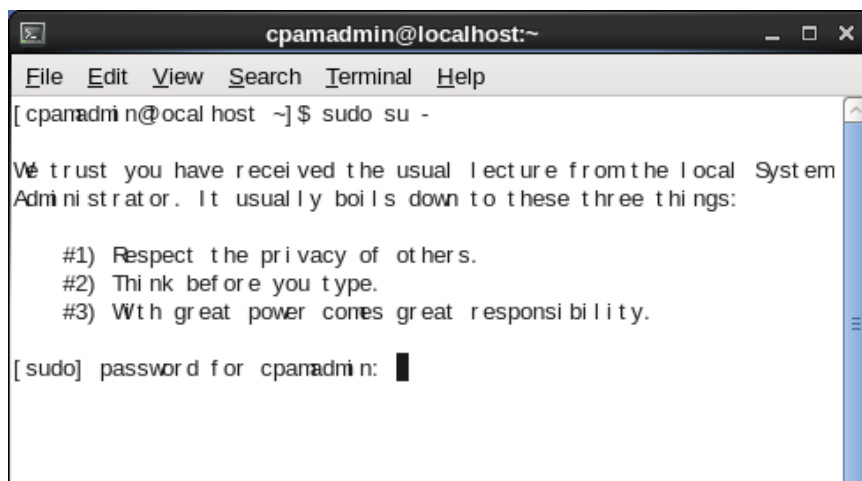 cpamadmin@localhost:~
File Edit View Search Terminal Help
[cpamadmin@localhost ~]$ sudo su -
We trust you have received the usual lecture from the local System
Administrator. It usually boils down to these three things:
#1) Respect the privacy of others.
#2) Think before you type.
#3) With great power comes great responsibility.
[sudo] password for cpamadmin: